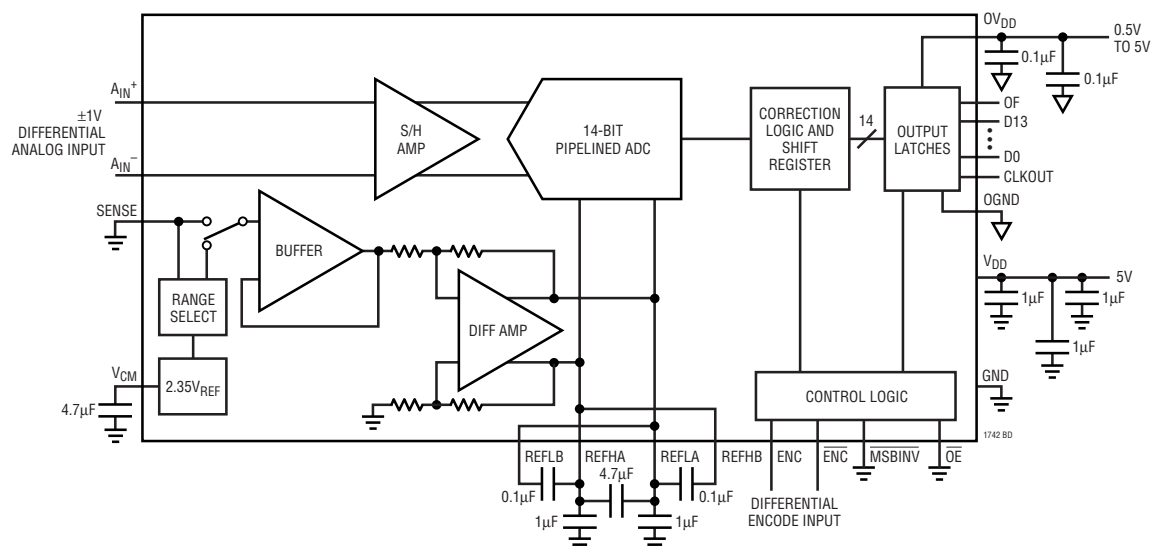 OVDD
0.5V
TO 5V
0.1µF
0.1µF
AIN+
±1V
DIFFERENTIAL
ANALOG INPUT
AIN−
S/H
AMP
14-BIT
PIPELINED ADC
CORRECTION
LOGIC AND
SHIFT
REGISTER
14
OUTPUT
LATCHES
OF
D13
D0
CLKOUT
OGND
SENSE
BUFFER
RANGE
SELECT
DIFF AMP
VDD
5V
1µF
1µF
1µF
VCM
2.35VREF
4.7µF
GND
CONTROL LOGIC
1742 BD
REFLB
REFHA
REFLA
REFHB
ENC
E̅N̅C̅
M̅S̅B̅I̅N̅V̅
O̅E̅
4.7µF
0.1µF
0.1µF
1µF
1µF
DIFFERENTIAL
ENCODE INPUT